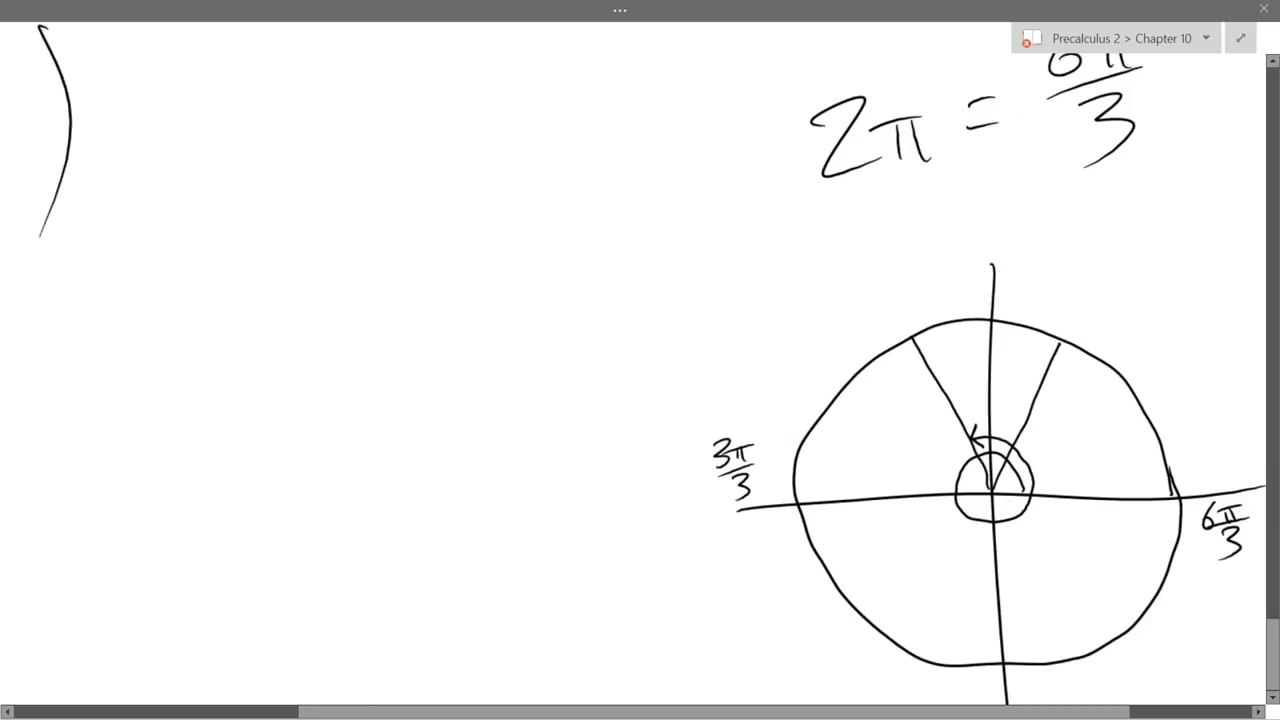 Precalculus 2 > Chapter 10
2π = 6π/3
3π/3
6π/3